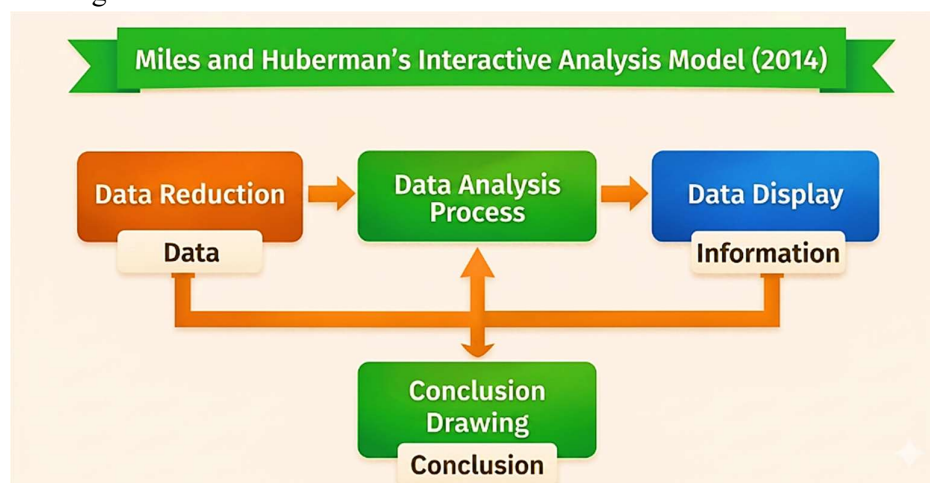 Miles and Huberman's Interactive Analysis Model (2014)
Data Reduction
Data
Data Analysis
Process
Data Display
Information
Conclusion
Drawing
Conclusion